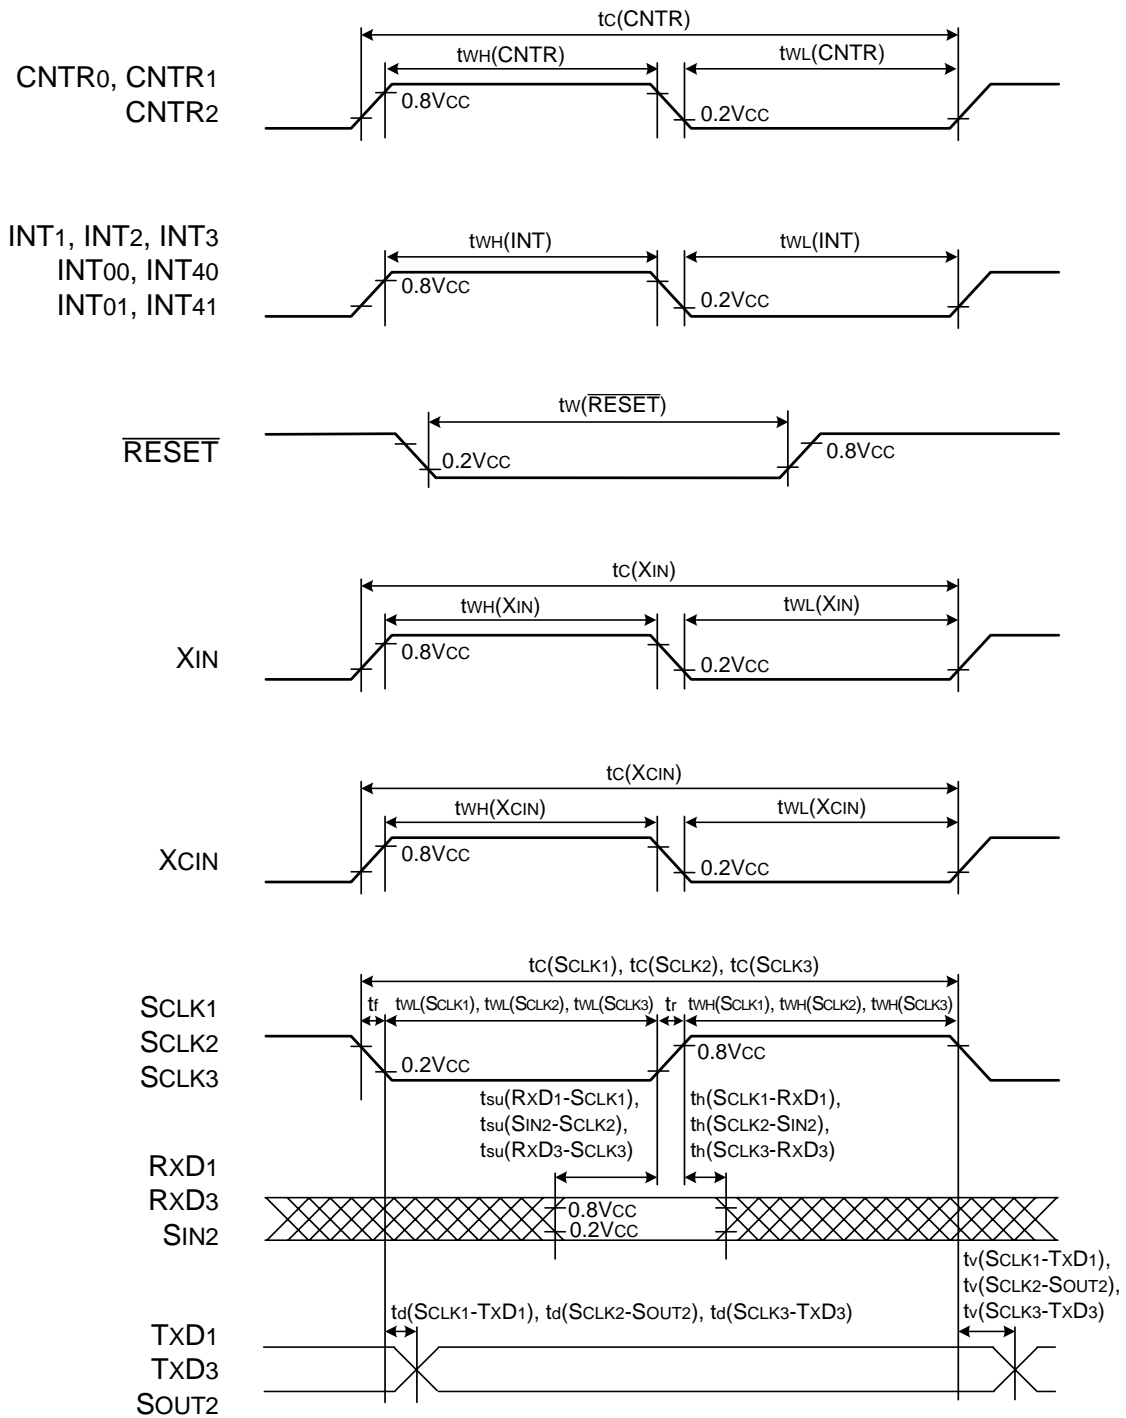 tC(CNTR)
tWH(CNTR)
tWL(CNTR)
CNTR0, CNTR1
CNTR2
0.8VCC
0.2VCC
INT1, INT2, INT3
INT00, INT40
INT01, INT41
tWH(INT)
tWL(INT)
0.8VCC
0.2VCC
tW(RESET)
RESET
0.2VCC
0.8VCC
tC(XIN)
tWH(XIN)
tWL(XIN)
XIN
0.8VCC
0.2VCC
tC(XCIN)
tWH(XCIN)
tWL(XCIN)
XCIN
0.8VCC
0.2VCC
tC(SCLK1), tC(SCLK2), tC(SCLK3)
SCLK1
SCLK2
SCLK3
tf
tWL(SCLK1), tWL(SCLK2), tWL(SCLK3)
tr
tWH(SCLK1), tWH(SCLK2), tWH(SCLK3)
0.8VCC
0.2VCC
tsu(RXD1-SCLK1),
tsu(SIN2-SCLK2),
tsu(RXD3-SCLK3)
th(SCLK1-RXD1),
th(SCLK2-SIN2),
th(SCLK3-RXD3)
RXD1
RXD3
SIN2
0.8VCC
0.2VCC
tv(SCLK1-TXD1),
tv(SCLK2-SOUT2),
tv(SCLK3-TXD3)
td(SCLK1-TXD1), td(SCLK2-SOUT2), td(SCLK3-TXD3)
TXD1
TXD3
SOUT2